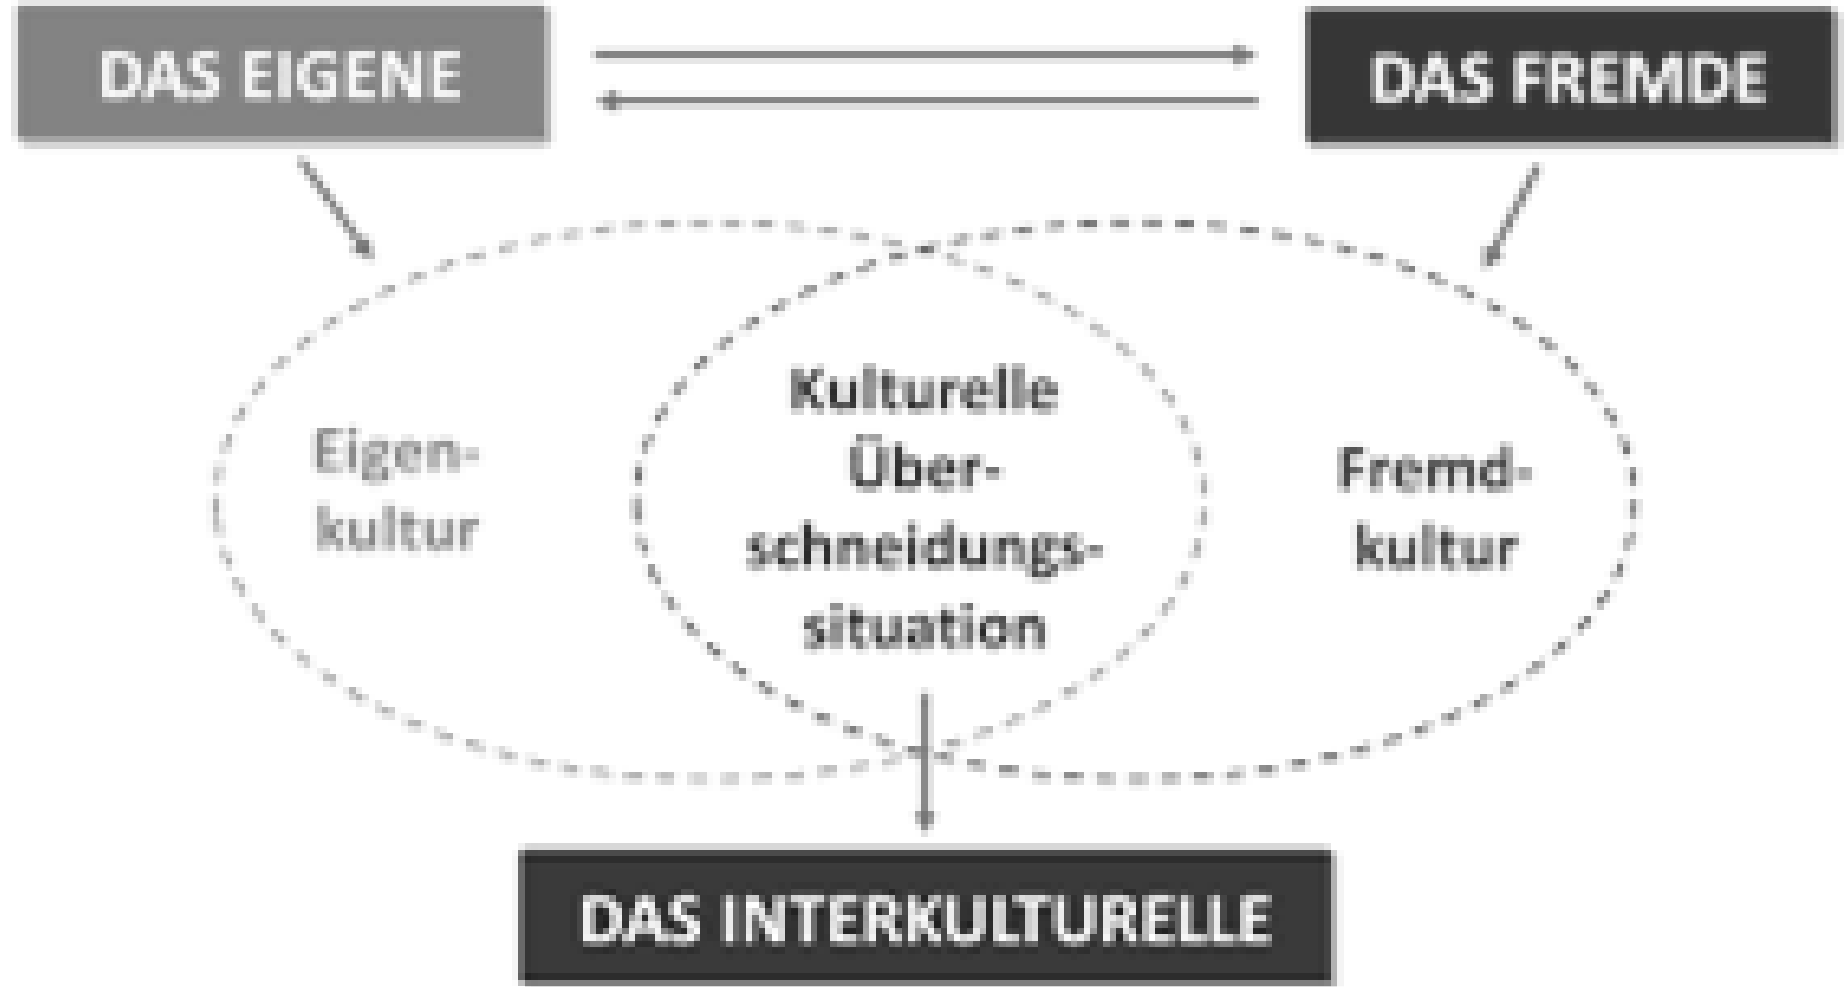 DAS EIGENE
DAS FREMDE
Eigen-
kultur
Kulturelle
Über-
schneidungs-
situation
Fremd-
kultur
DAS INTERKULTURELLE